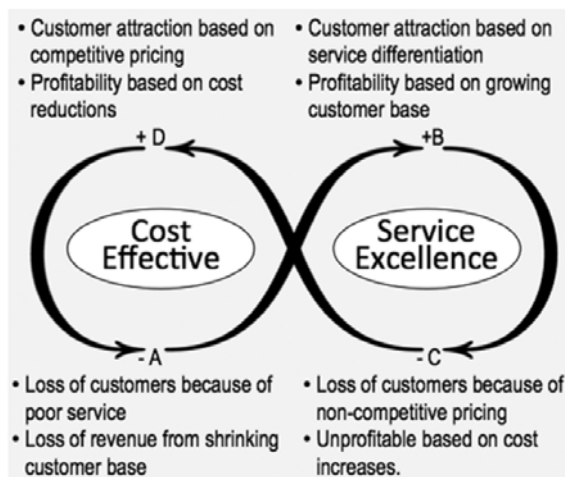 • Customer attraction based on
competitive pricing
• Profitability based on cost
reductions
• Customer attraction based on
service differentiation
• Profitability based on growing
customer base
+ D
+B
Cost
Effective
Service
Excellence
- A
- C
• Loss of customers because of
poor service
• Loss of revenue from shrinking
customer base
• Loss of customers because of
non-competitive pricing
• Unprofitable based on cost
increases.